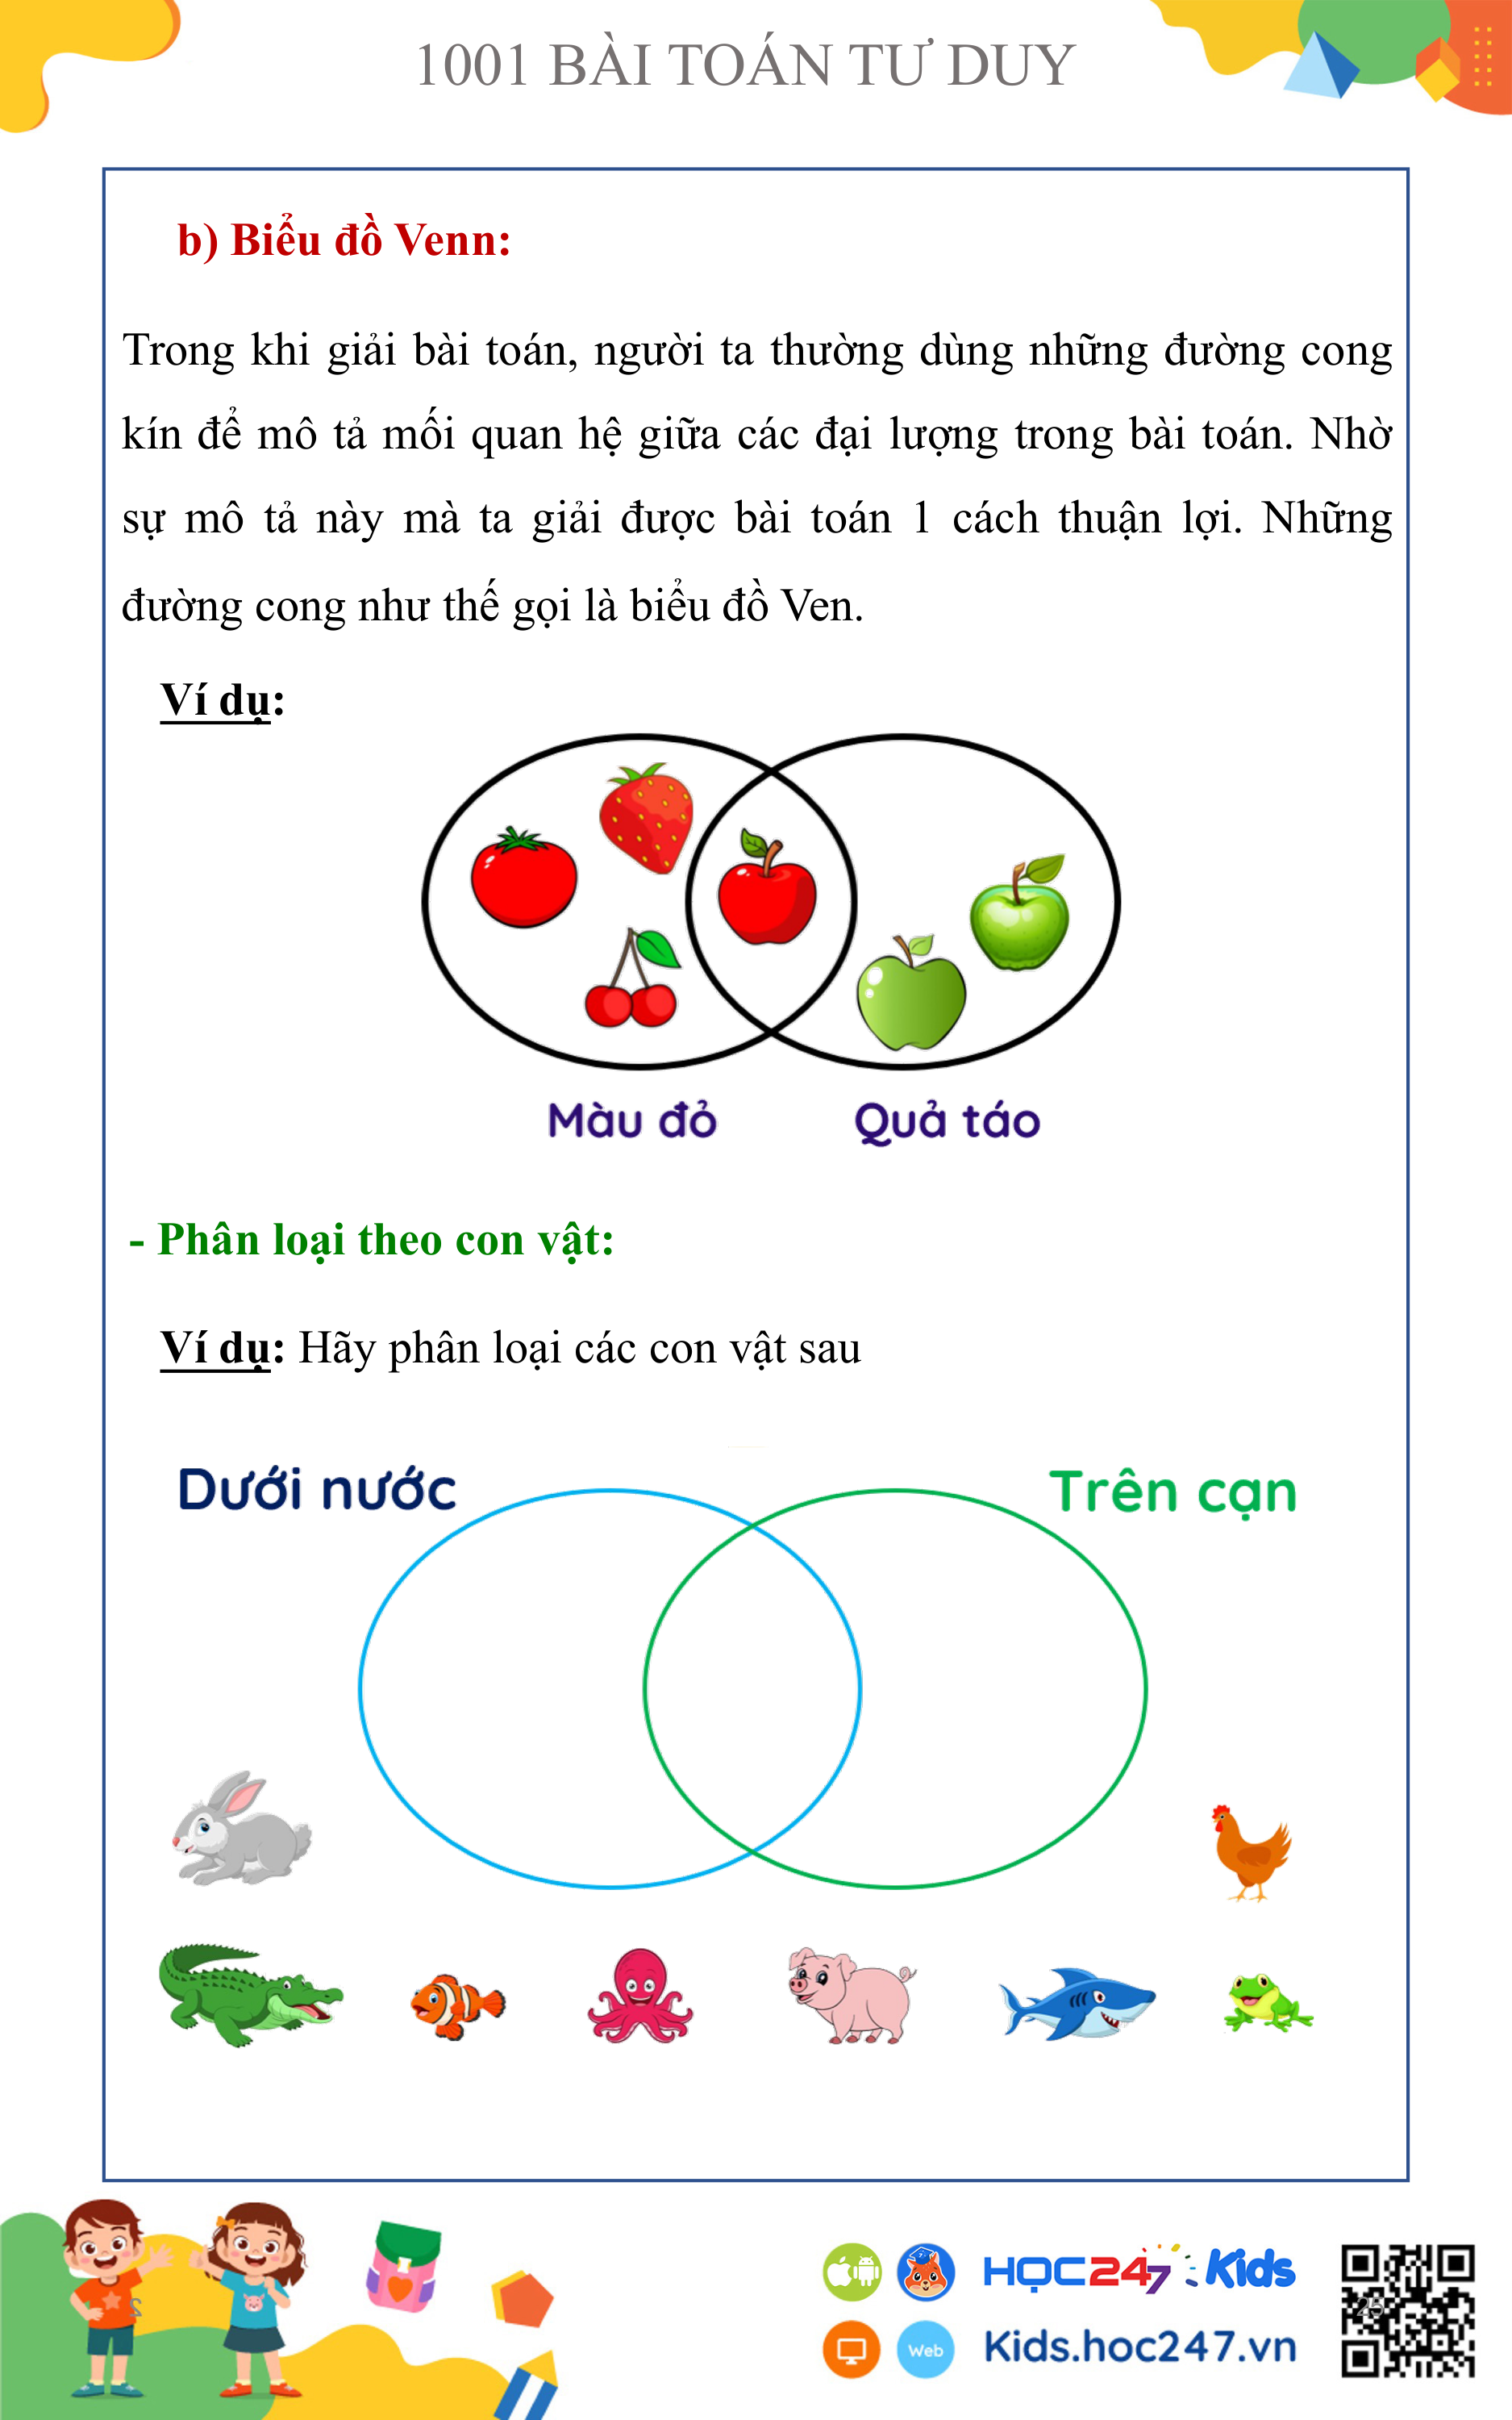 1001 BÀI TOÁN TƯ DUY
b) Biểu đồ Venn:
Trong khi giải bài toán, người ta thường dùng những đường cong
kín để mô tả mối quan hệ giữa các đại lượng trong bài toán. Nhờ
sự mô tả này mà ta giải được bài toán 1 cách thuận lợi. Những
đường cong như thế gọi là biểu đồ Ven.
Ví dụ:
Màu đỏ
Quả táo
- Phân loại theo con vật:
Ví dụ: Hãy phân loại các con vật sau
Dưới nước
Trên cạn
HỌC247 Kids
Web
Kids.hoc247.vn
25
2